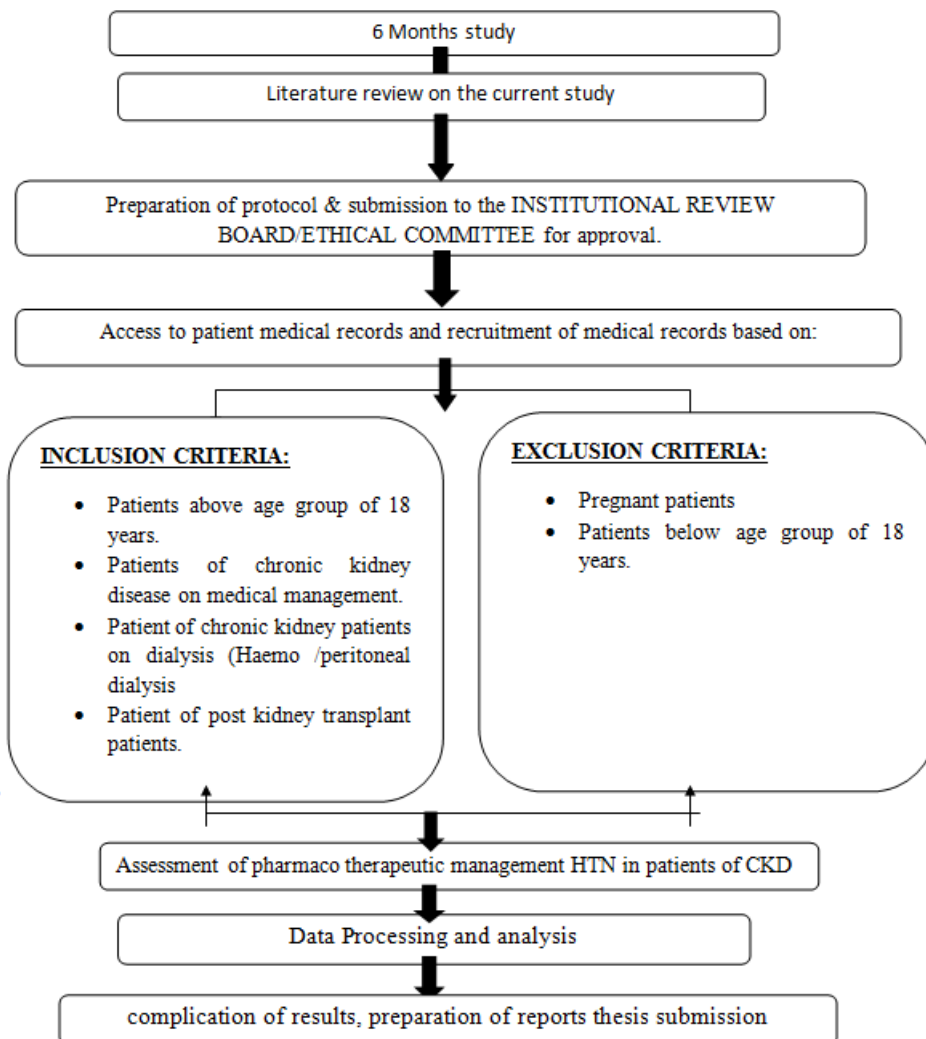 6 Months study
Literature review on the current study
Preparation of protocol & submission to the INSTITUTIONAL REVIEW
BOARD/ETHICAL COMMITTEE for approval.
Access to patient medical records and recruitment of medical records based on:
INCLUSION CRITERIA:
• Patients above age group of 18
years.
• Patients of chronic kidney
disease on medical management.
• Patient of chronic kidney patients
on dialysis (Haemo /peritoneal
dialysis
• Patient of post kidney transplant
patients.
EXCLUSION CRITERIA:
• Pregnant patients
• Patients below age group of 18
years.
Assessment of pharmaco therapeutic management HTN in patients of CKD
Data Processing and analysis
complication of results, preparation of reports thesis submission